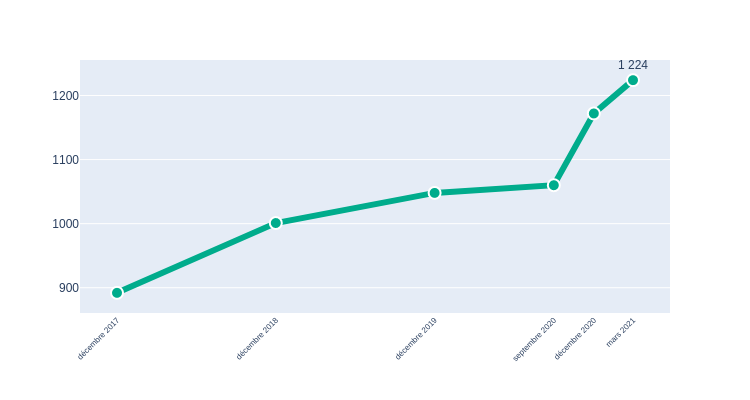 1 224
1200
1100
1000
900
décembre 2017
décembre 2018
décembre 2019
septembre 2020
décembre 2020
mars 2021